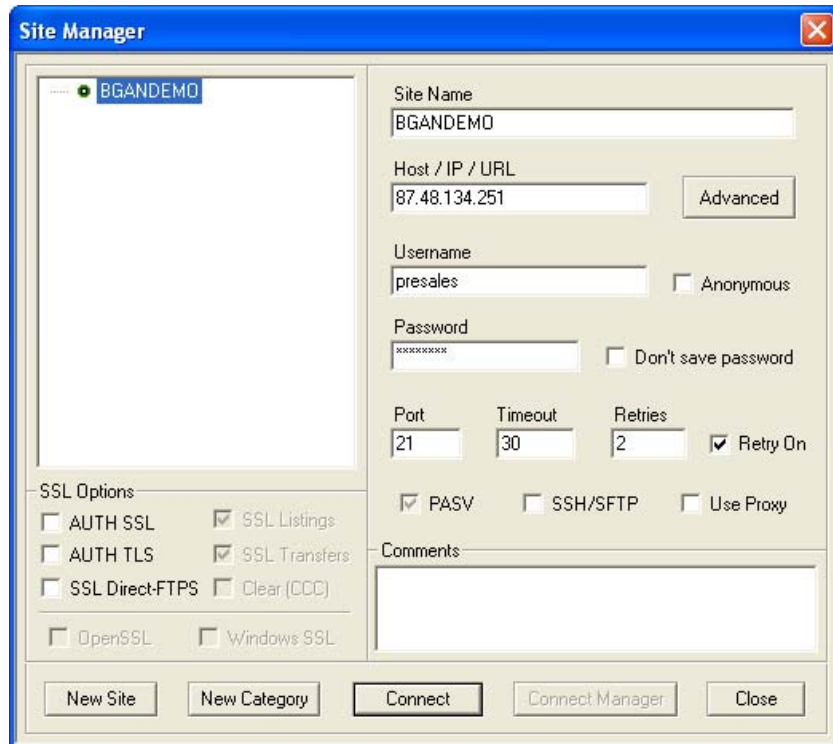 Site Manager
BGANDEMO
Site Name
BGANDEMO
Host / IP / URL
87.48.134.251
Advanced
Username
presales
Anonymous
Password
********
Don't save password
Port Timeout Retries
21 30 2 Retry On
PASV SSH/SFTP Use Proxy
SSL Options
AUTH SSL SSL Listings
AUTH TLS SSL Transfers
SSL Direct-FTPS Clear (CCC)
OpenSSL Windows SSL
Comments
New Site New Category Connect Connect Manager Close